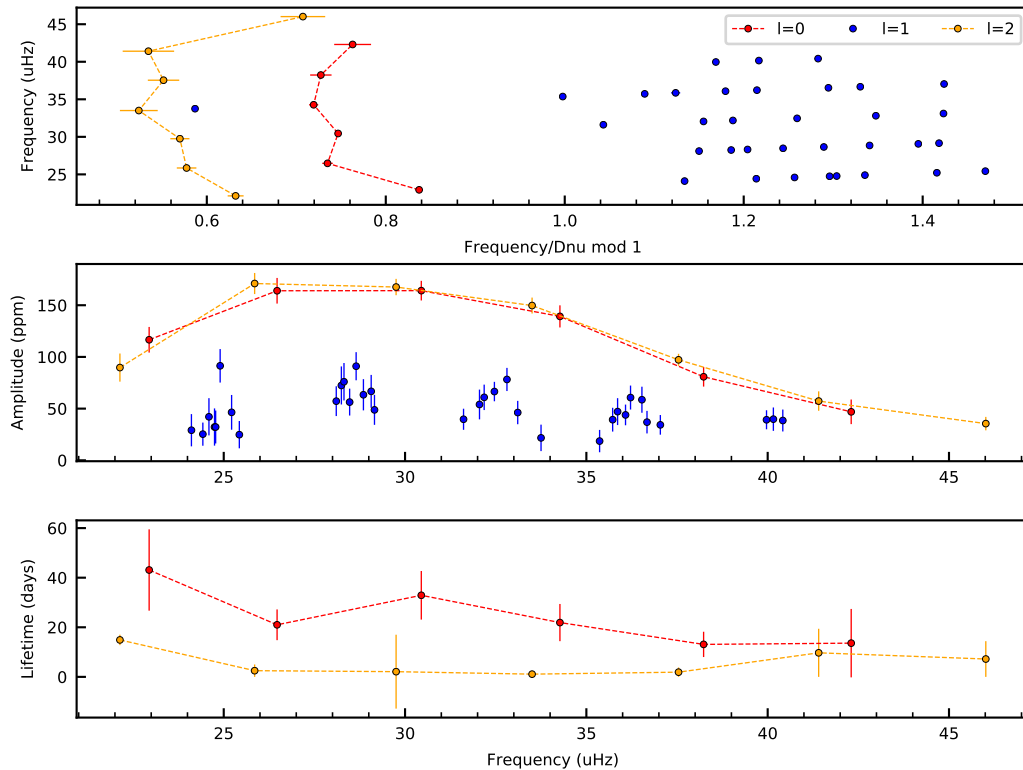 45
40
35
30
25
Frequency (uHz)
l=0 l=1 l=2
0.6 0.8 1.0 1.2 1.4
Frequency/Dnu mod 1
150
100
50
0
Amplitude (ppm)
25 30 35 40 45
60
40
20
0
Lifetime (days)
25 30 35 40 45
Frequency (uHz)